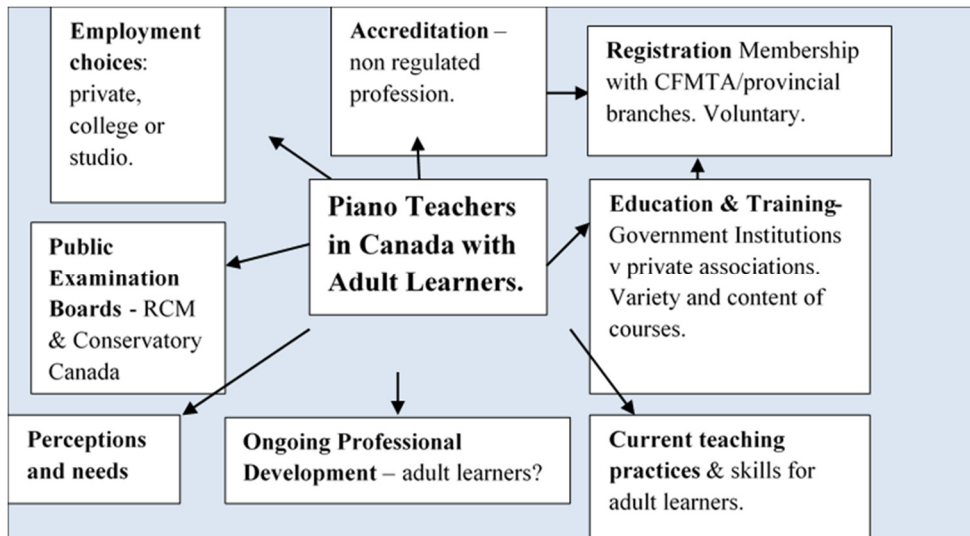 Employment
choices:
private,
college or
studio.
Accreditation –
non regulated
profession.
Registration Membership
with CFMTA/provincial
branches. Voluntary.
Piano Teachers
in Canada with
Adult Learners.
Education & Training-
Government Institutions
v private associations.
Variety and content of
courses.
Public
Examination
Boards - RCM
& Conservatory
Canada
Perceptions
and needs
Ongoing Professional
Development – adult learners?
Current teaching
practices & skills for
adult learners.